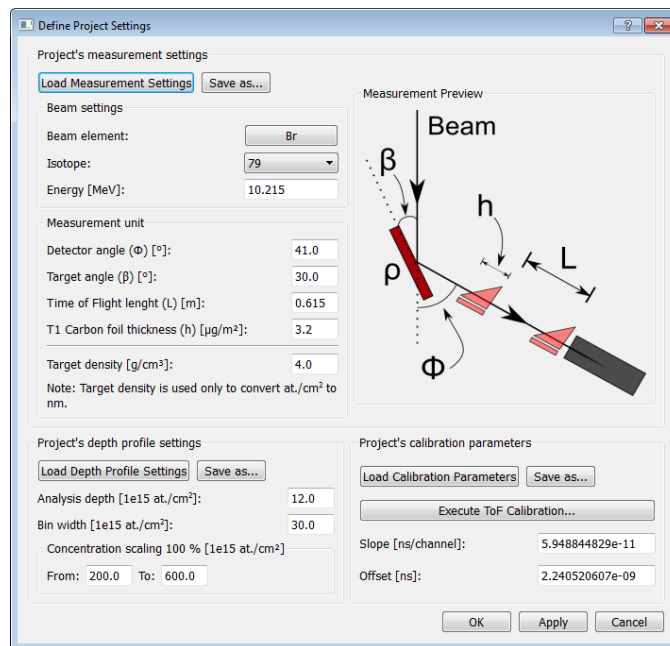 Define Project Settings
Project's measurement settings
Load Measurement Settings
Save as...
Beam settings
Beam element:
Br
Isotope:
79
Energy [MeV]:
10.215
Measurement unit
Detector angle (Φ) [°]:
41.0
Target angle (β) [°]:
30.0
Time of Flight lenght (L) [m]:
0.615
T1 Carbon foil thickness (h) [µg/m²]:
3.2
Target density [g/cm³]:
4.0
Note: Target density is used only to convert at./cm² to
nm.
Measurement Preview
Beam
β
h
L
ρ
Φ
Project's depth profile settings
Load Depth Profile Settings
Save as...
Analysis depth [1e15 at./cm²]:
12.0
Bin width [1e15 at./cm²]:
30.0
Concentration scaling 100 % [1e15 at./cm²]
From: 200.0 To: 600.0
Project's calibration parameters
Load Calibration Parameters
Save as...
Execute ToF Calibration...
Slope [ns/channel]:
5.948844829e-11
Offset [ns]:
2.240520607e-09
OK
Apply
Cancel